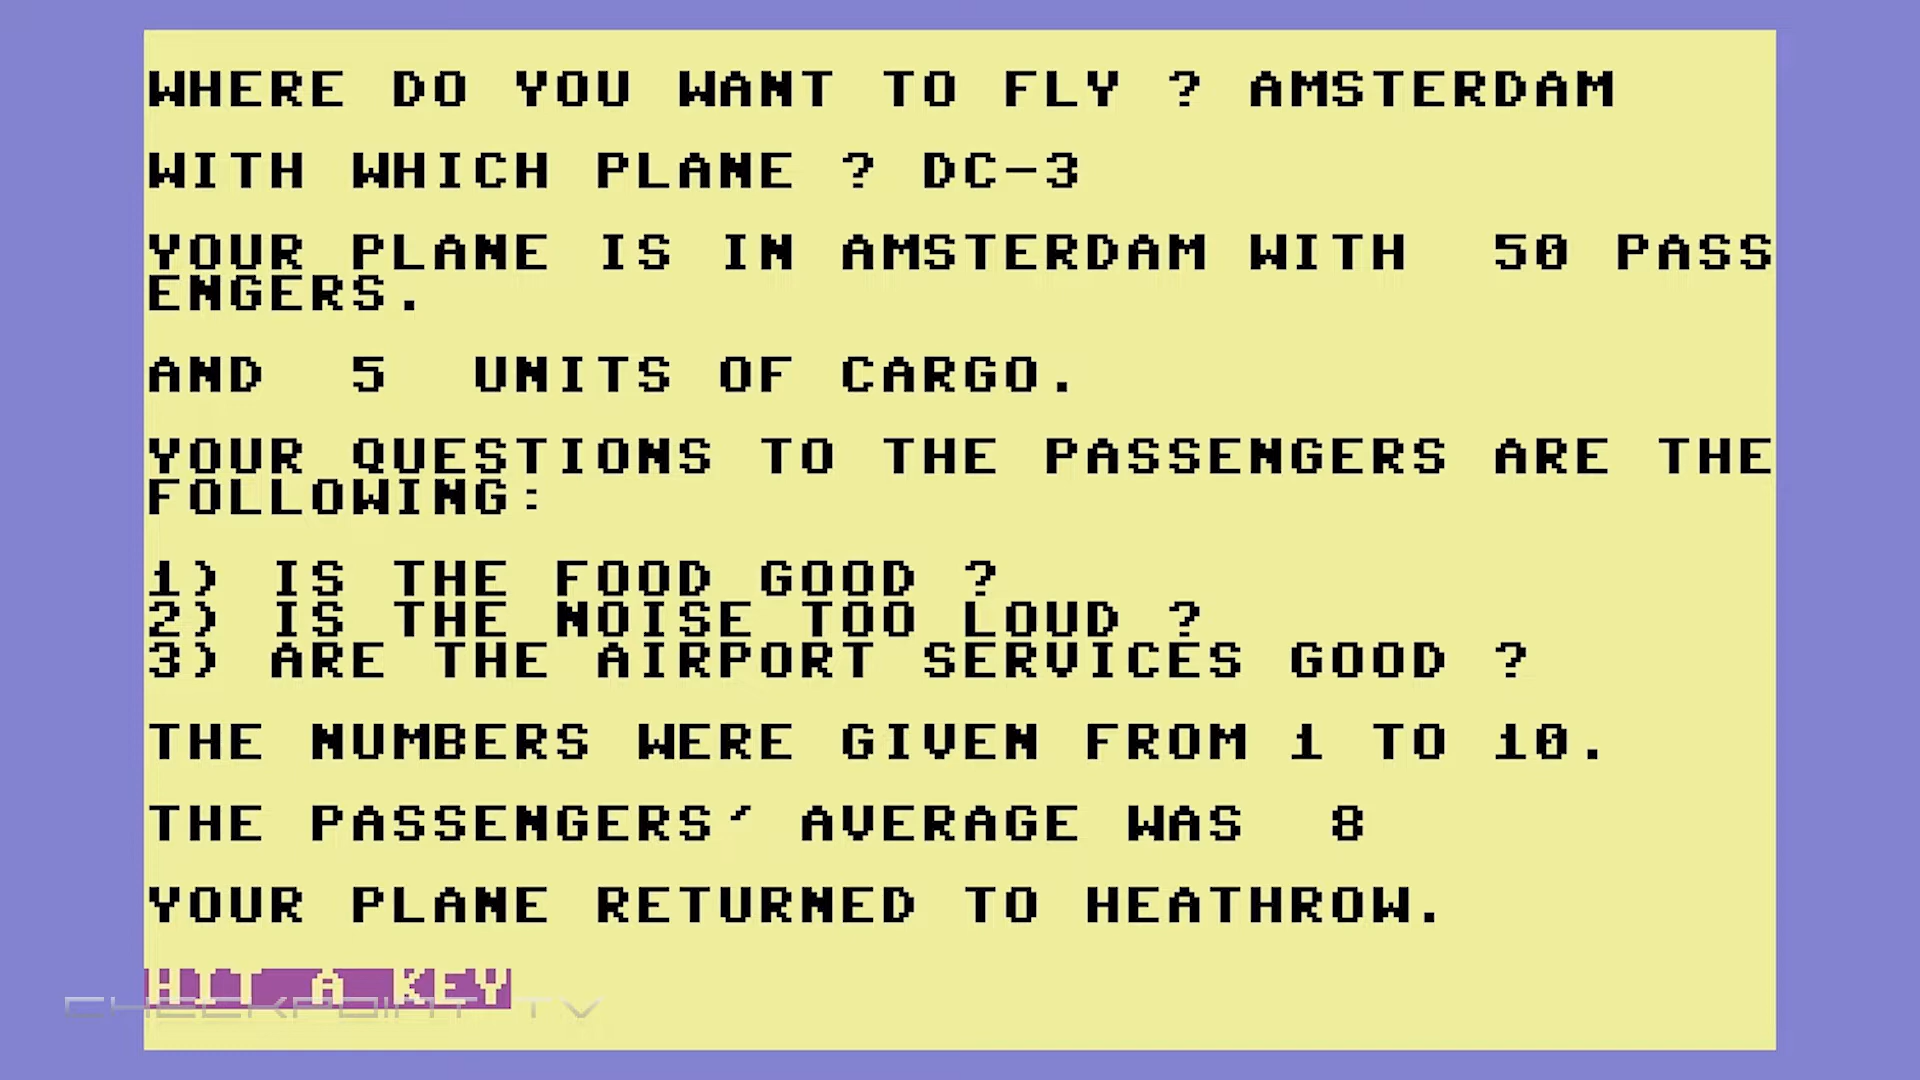 WHERE DO YOU WANT TO FLY ? AMSTERDAM
WITH WHICH PLANE ? DC-3
YOUR PLANE IS IN AMSTERDAM WITH  50 PASS
ENGERS.
AND  5  UNITS OF CARGO.
YOUR QUESTIONS TO THE PASSENGERS ARE THE
FOLLOWING:
1) IS THE FOOD GOOD ?
2) IS THE NOISE TOO LOUD ?
3) ARE THE AIRPORT SERVICES GOOD ?
THE NUMBERS WERE GIVEN FROM 1 TO 10.
THE PASSENGERS' AVERAGE WAS  8
YOUR PLANE RETURNED TO HEATHROW.
HIT A KEY
CHECKPOINT TV